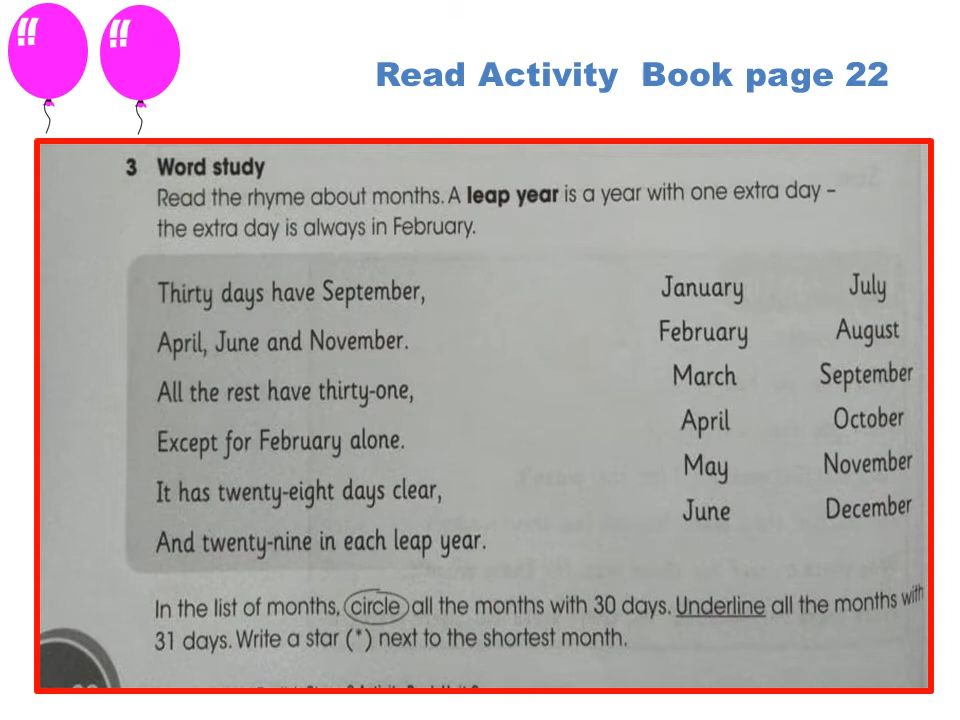 Read Activity Book page 22
3 Word study
Read the rhyme about months. A leap year is a year with one extra day –
the extra day is always in February.
Thirty days have September,
April, June and November.
All the rest have thirty-one,
Except for February alone.
It has twenty-eight days clear,
And twenty-nine in each leap year.
January July
February August
March September
April October
May November
June December
In the list of months, circle all the months with 30 days. Underline all the months with
31 days. Write a star (*) next to the shortest month.